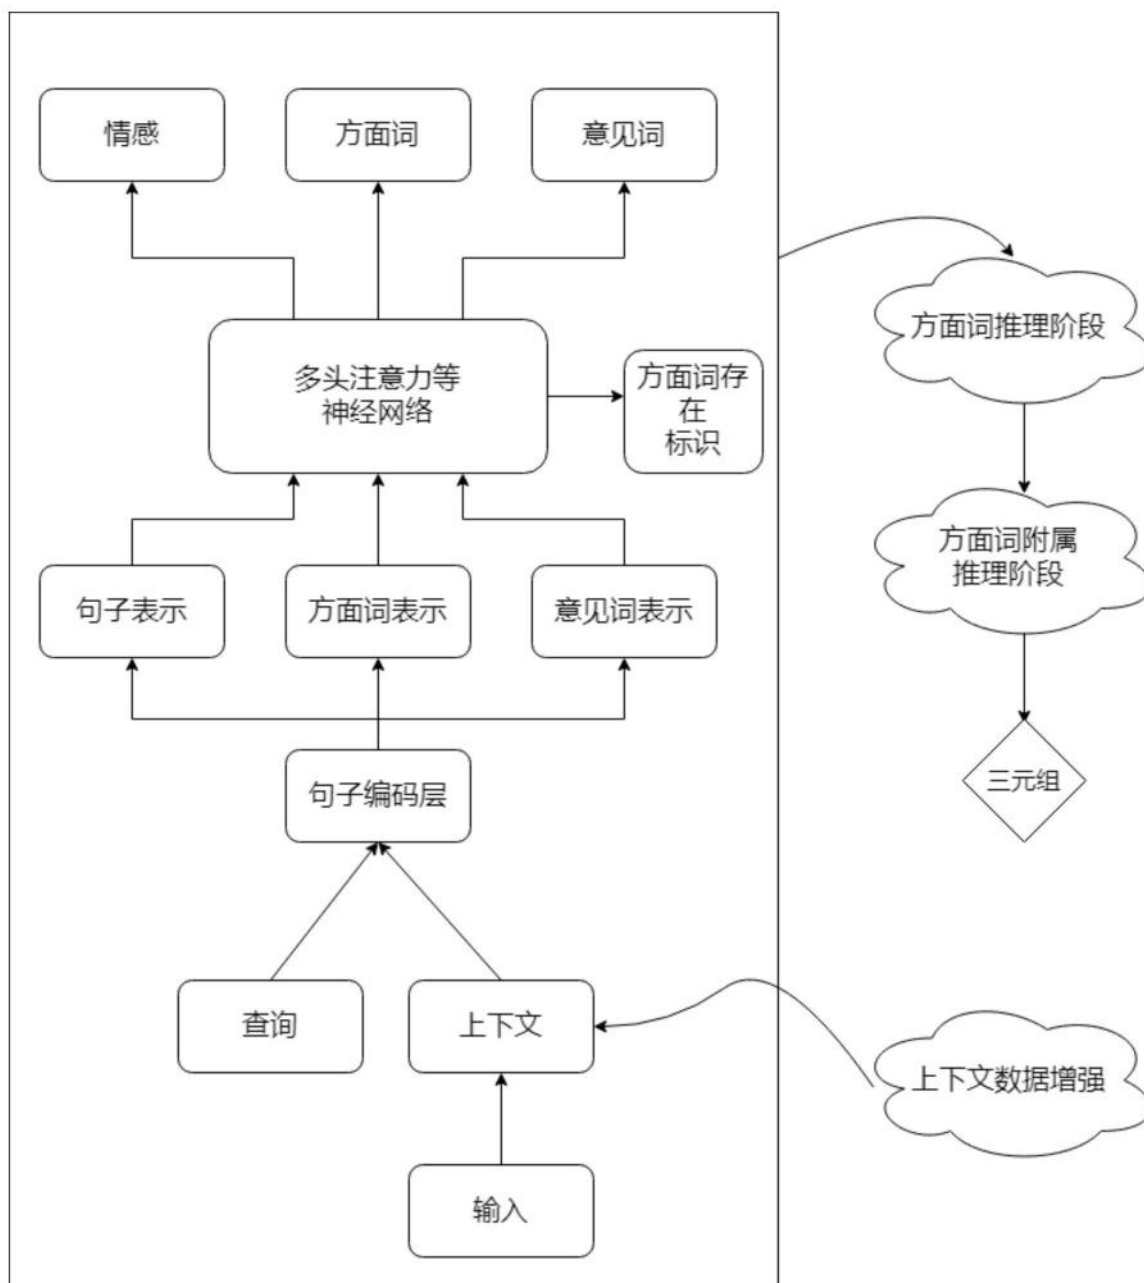 情感
方面词
意见词
方面词推理阶段
多头注意力等
神经网络
方面词存
在
标识
方面词附属
推理阶段
句子表示
方面词表示
意见词表示
句子编码层
三元组
查询
上下文
上下文数据增强
输入